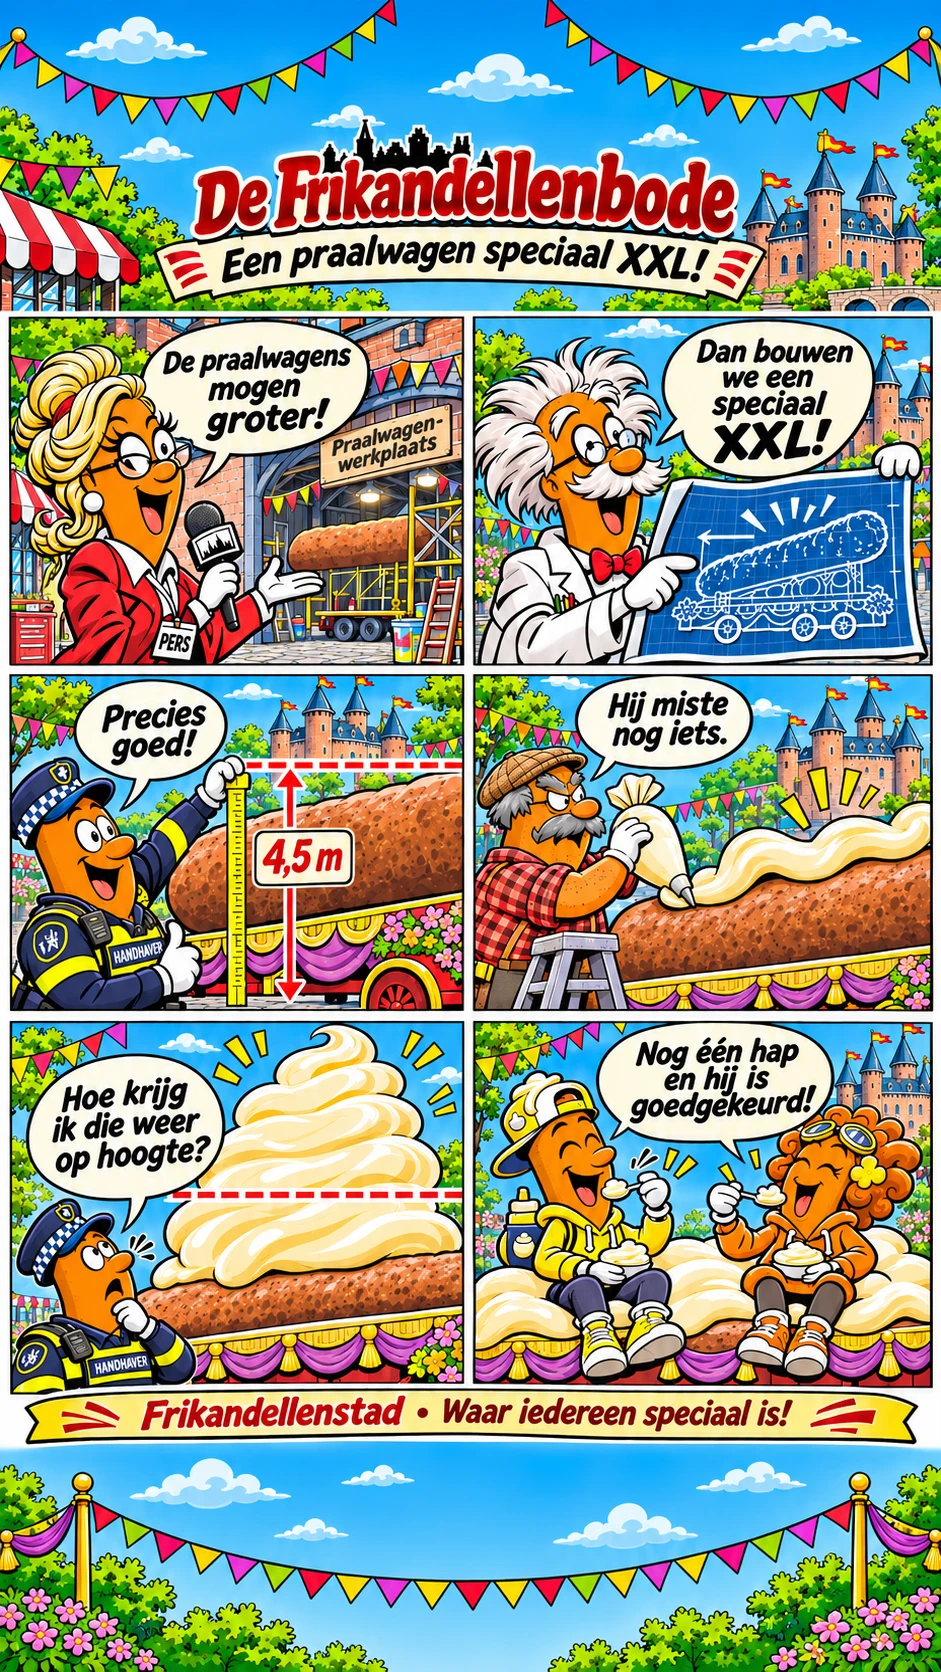 De Frikandellenbode
Een praalwagen speciaal XXL!
De praalwagens
mogen
groter!
Praalwagen-
werkplaats
PERS
Dan bouwen
we een
speciaal
XXL!
Precies
goed!
4,5 m
HANDHAVER
Hij miste
nog iets.
Hoe krijg
ik die weer
op hoogte?
HANDHAVER
Nog één hap
en hij is
goedgekeurd!
Frikandellenstad • Waar iedereen speciaal is!